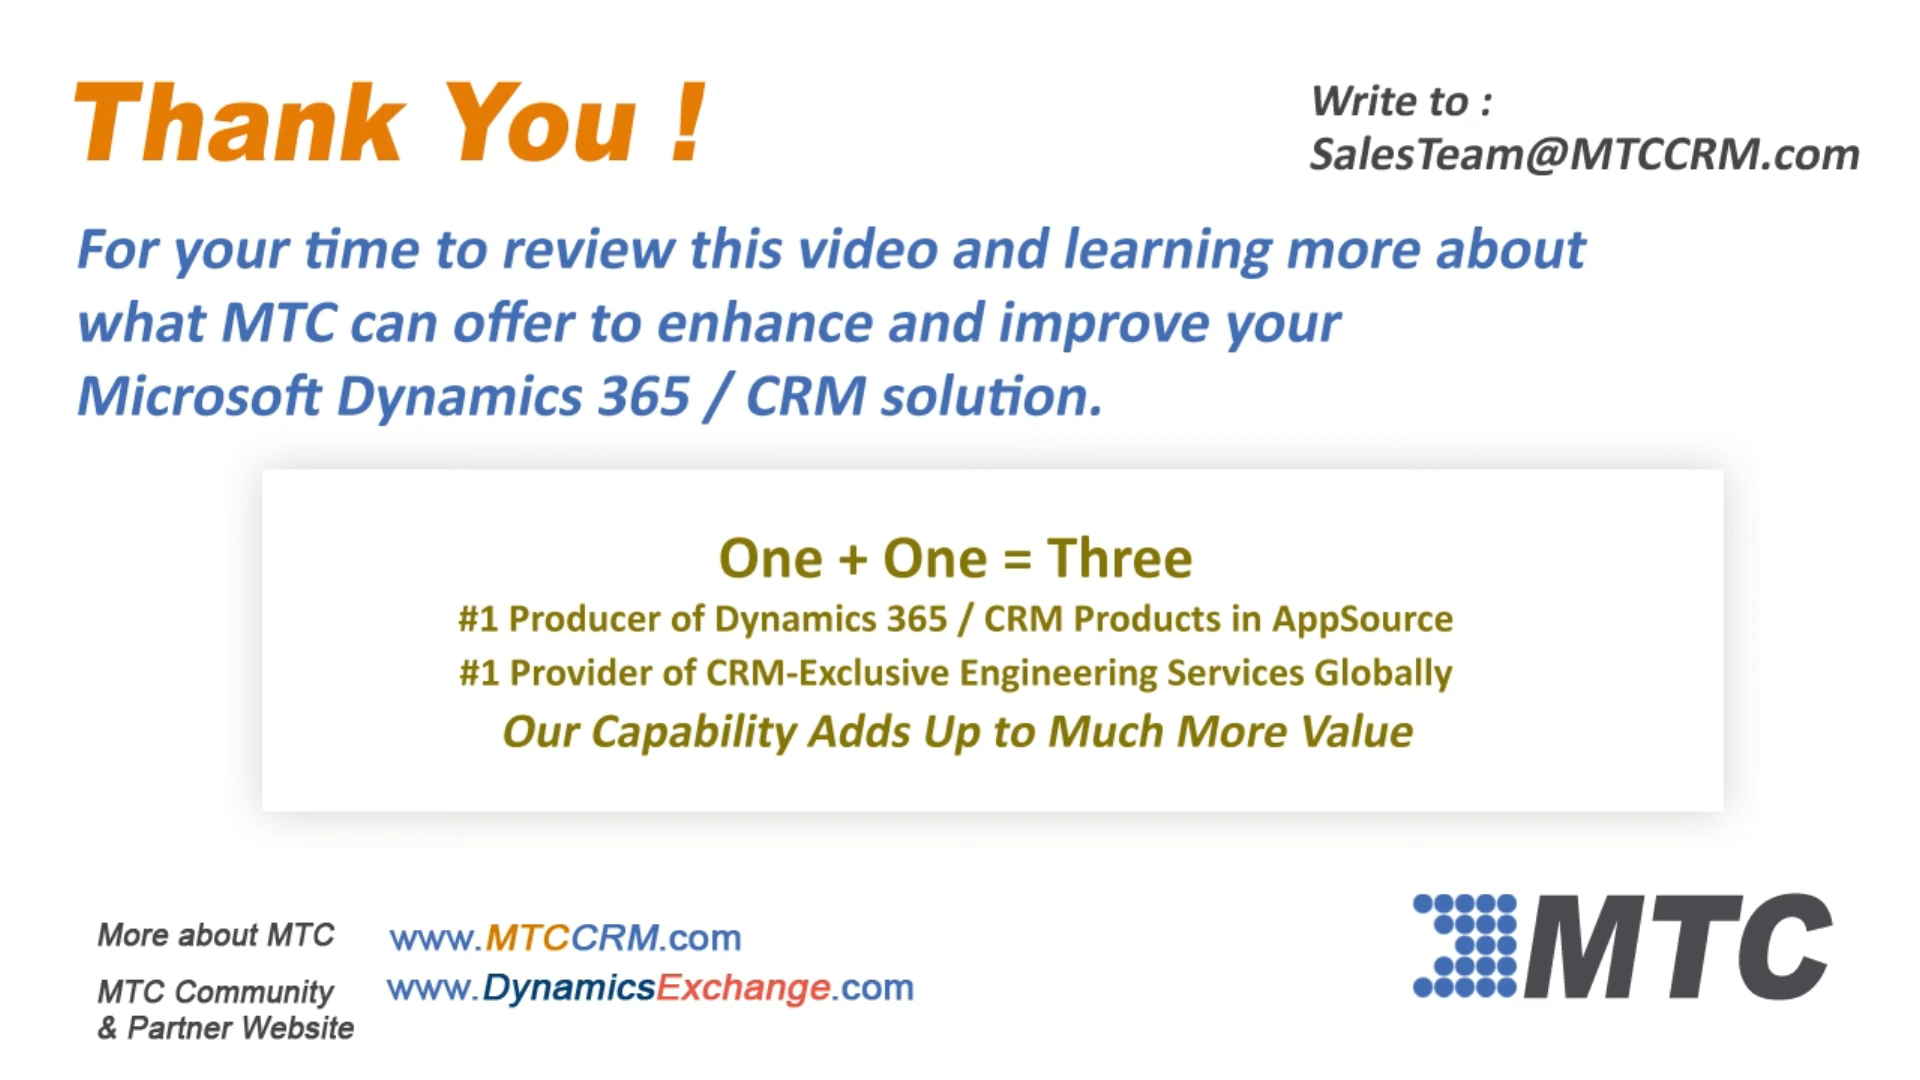 Thank You !
Write to :
SalesTeam@MTCCRM.com
For your time to review this video and learning more about
what MTC can offer to enhance and improve your
Microsoft Dynamics 365 / CRM solution.
One + One = Three
#1 Producer of Dynamics 365 / CRM Products in AppSource
#1 Provider of CRM-Exclusive Engineering Services Globally
Our Capability Adds Up to Much More Value
More about MTC www.MTCCRM.com
MTC Community www.DynamicsExchange.com
& Partner Website
MTC